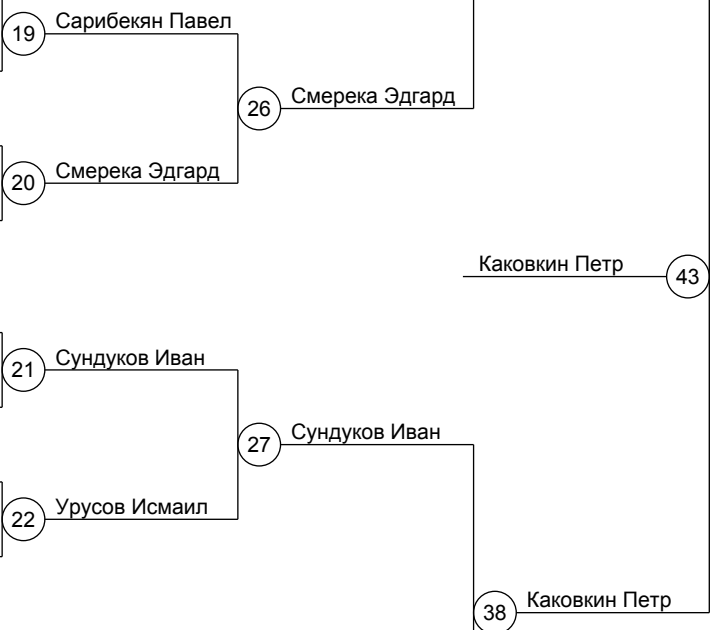 19 Сарибекян Павел
26 Смерека Эдгард
20 Смерека Эдгард
Каковкин Петр 43
21 Сундуков Иван
27 Сундуков Иван
22 Урусов Исмаил
38 Каковкин Петр